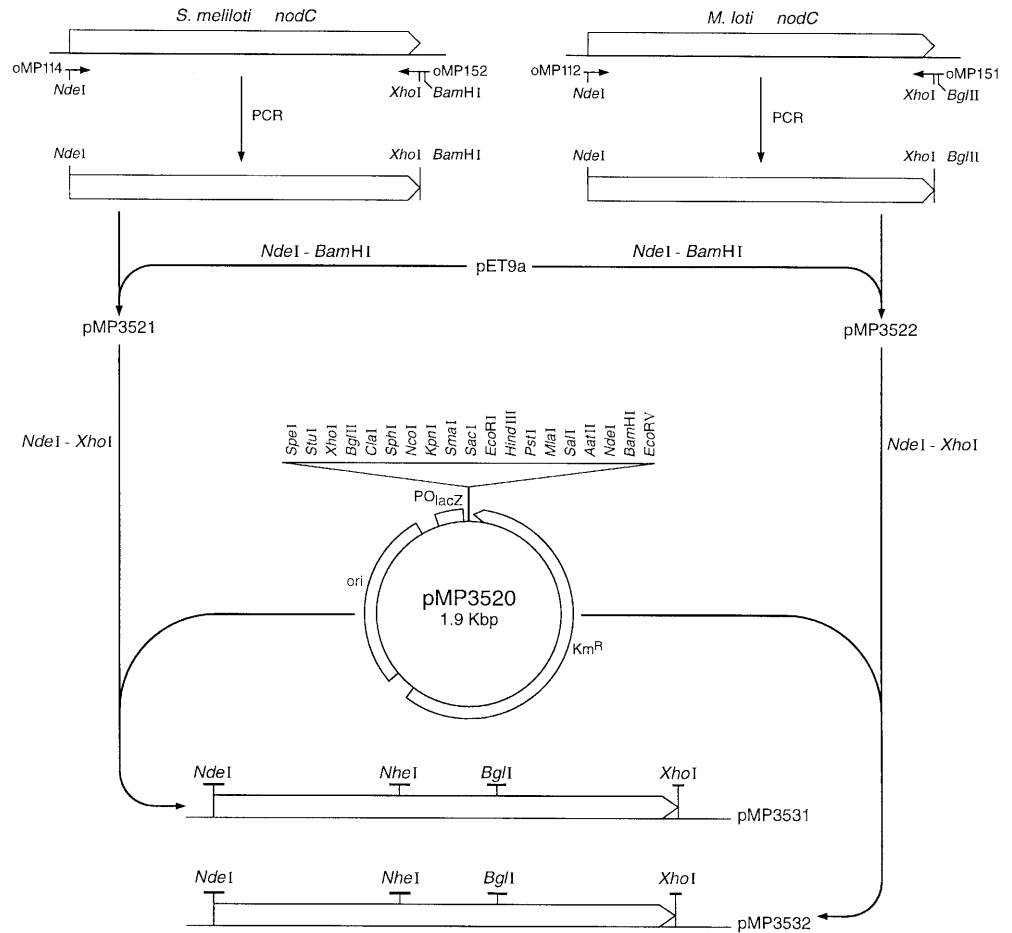 S. meliloti nodC
M. loti nodC
oMP114
oMP152
oMP112
oMP151
NdeI
XhoI
BamHI
NdeI
XhoI
BglII
PCR
PCR
NdeI
XhoI BamHI
NdeI
XhoI BglII
NdeI - BamHI
pET9a
NdeI - BamHI
pMP3521
pMP3522
NdeI - XhoI
NdeI - XhoI
SpeI
StuI
XhoI
BglII
ClaI
SphI
NcoI
KpnI
SmaI
SacI
EcoRI
HindIII
PstI
MlaI
SalI
AatII
NdeI
BamHI
EcoRV
POlacZ
ori
pMP3520
1.9 Kbp
KmR
NdeI
NheI
BglI
XhoI
pMP3531
NdeI
NheI
BglI
XhoI
pMP3532